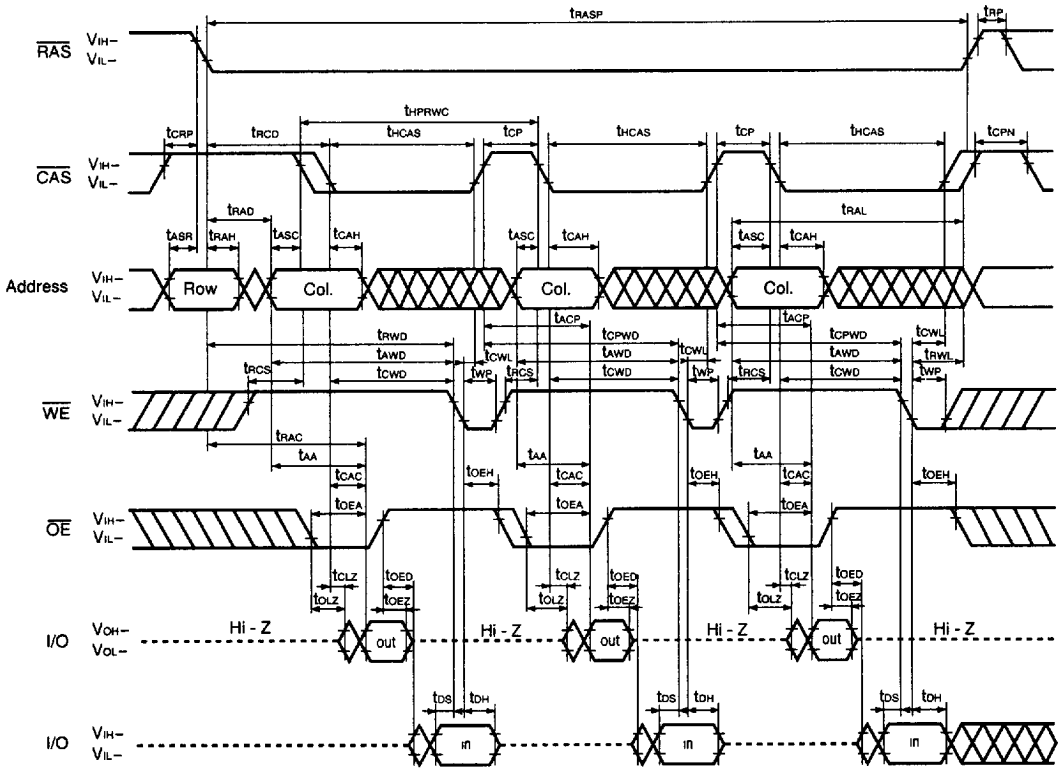 tRASP tRP
RAS VIH–
VIL–
tHPRWC
tCRP tRCD tHCAS tCP tHCAS tCP tHCAS tCPN
CAS VIH–
VIL–
tRAD tRAL
tASR tRAH tASC tCAH tASC tCAH tASC tCAH
Address VIH–
VIL–
Row Col. Col. Col.
tACP tACP
tRWD tCPWD tCPWD tCWL
tAWD tCWL tAWD tCWL tAWD tRWL
tRCS tCWD tWP tRCS tCWD tWP tRCS tCWD tWP
WE VIH–
VIL–
tRAC
tAA tAA tAA
tCAC tOEH tCAC tOEH tCAC tOEH
tOEA tOEA tOEA
OE VIH–
VIL–
tCLZ tOED tCLZ tOED tCLZ tOED
tOLZ tOEZ tOLZ tOEZ tOLZ tOEZ
I/O VOH–
VOL–
Hi - Z out Hi - Z out Hi - Z out Hi - Z
tDS tDH tDS tDH tDS tDH
I/O VIH–
VIL–
in in in